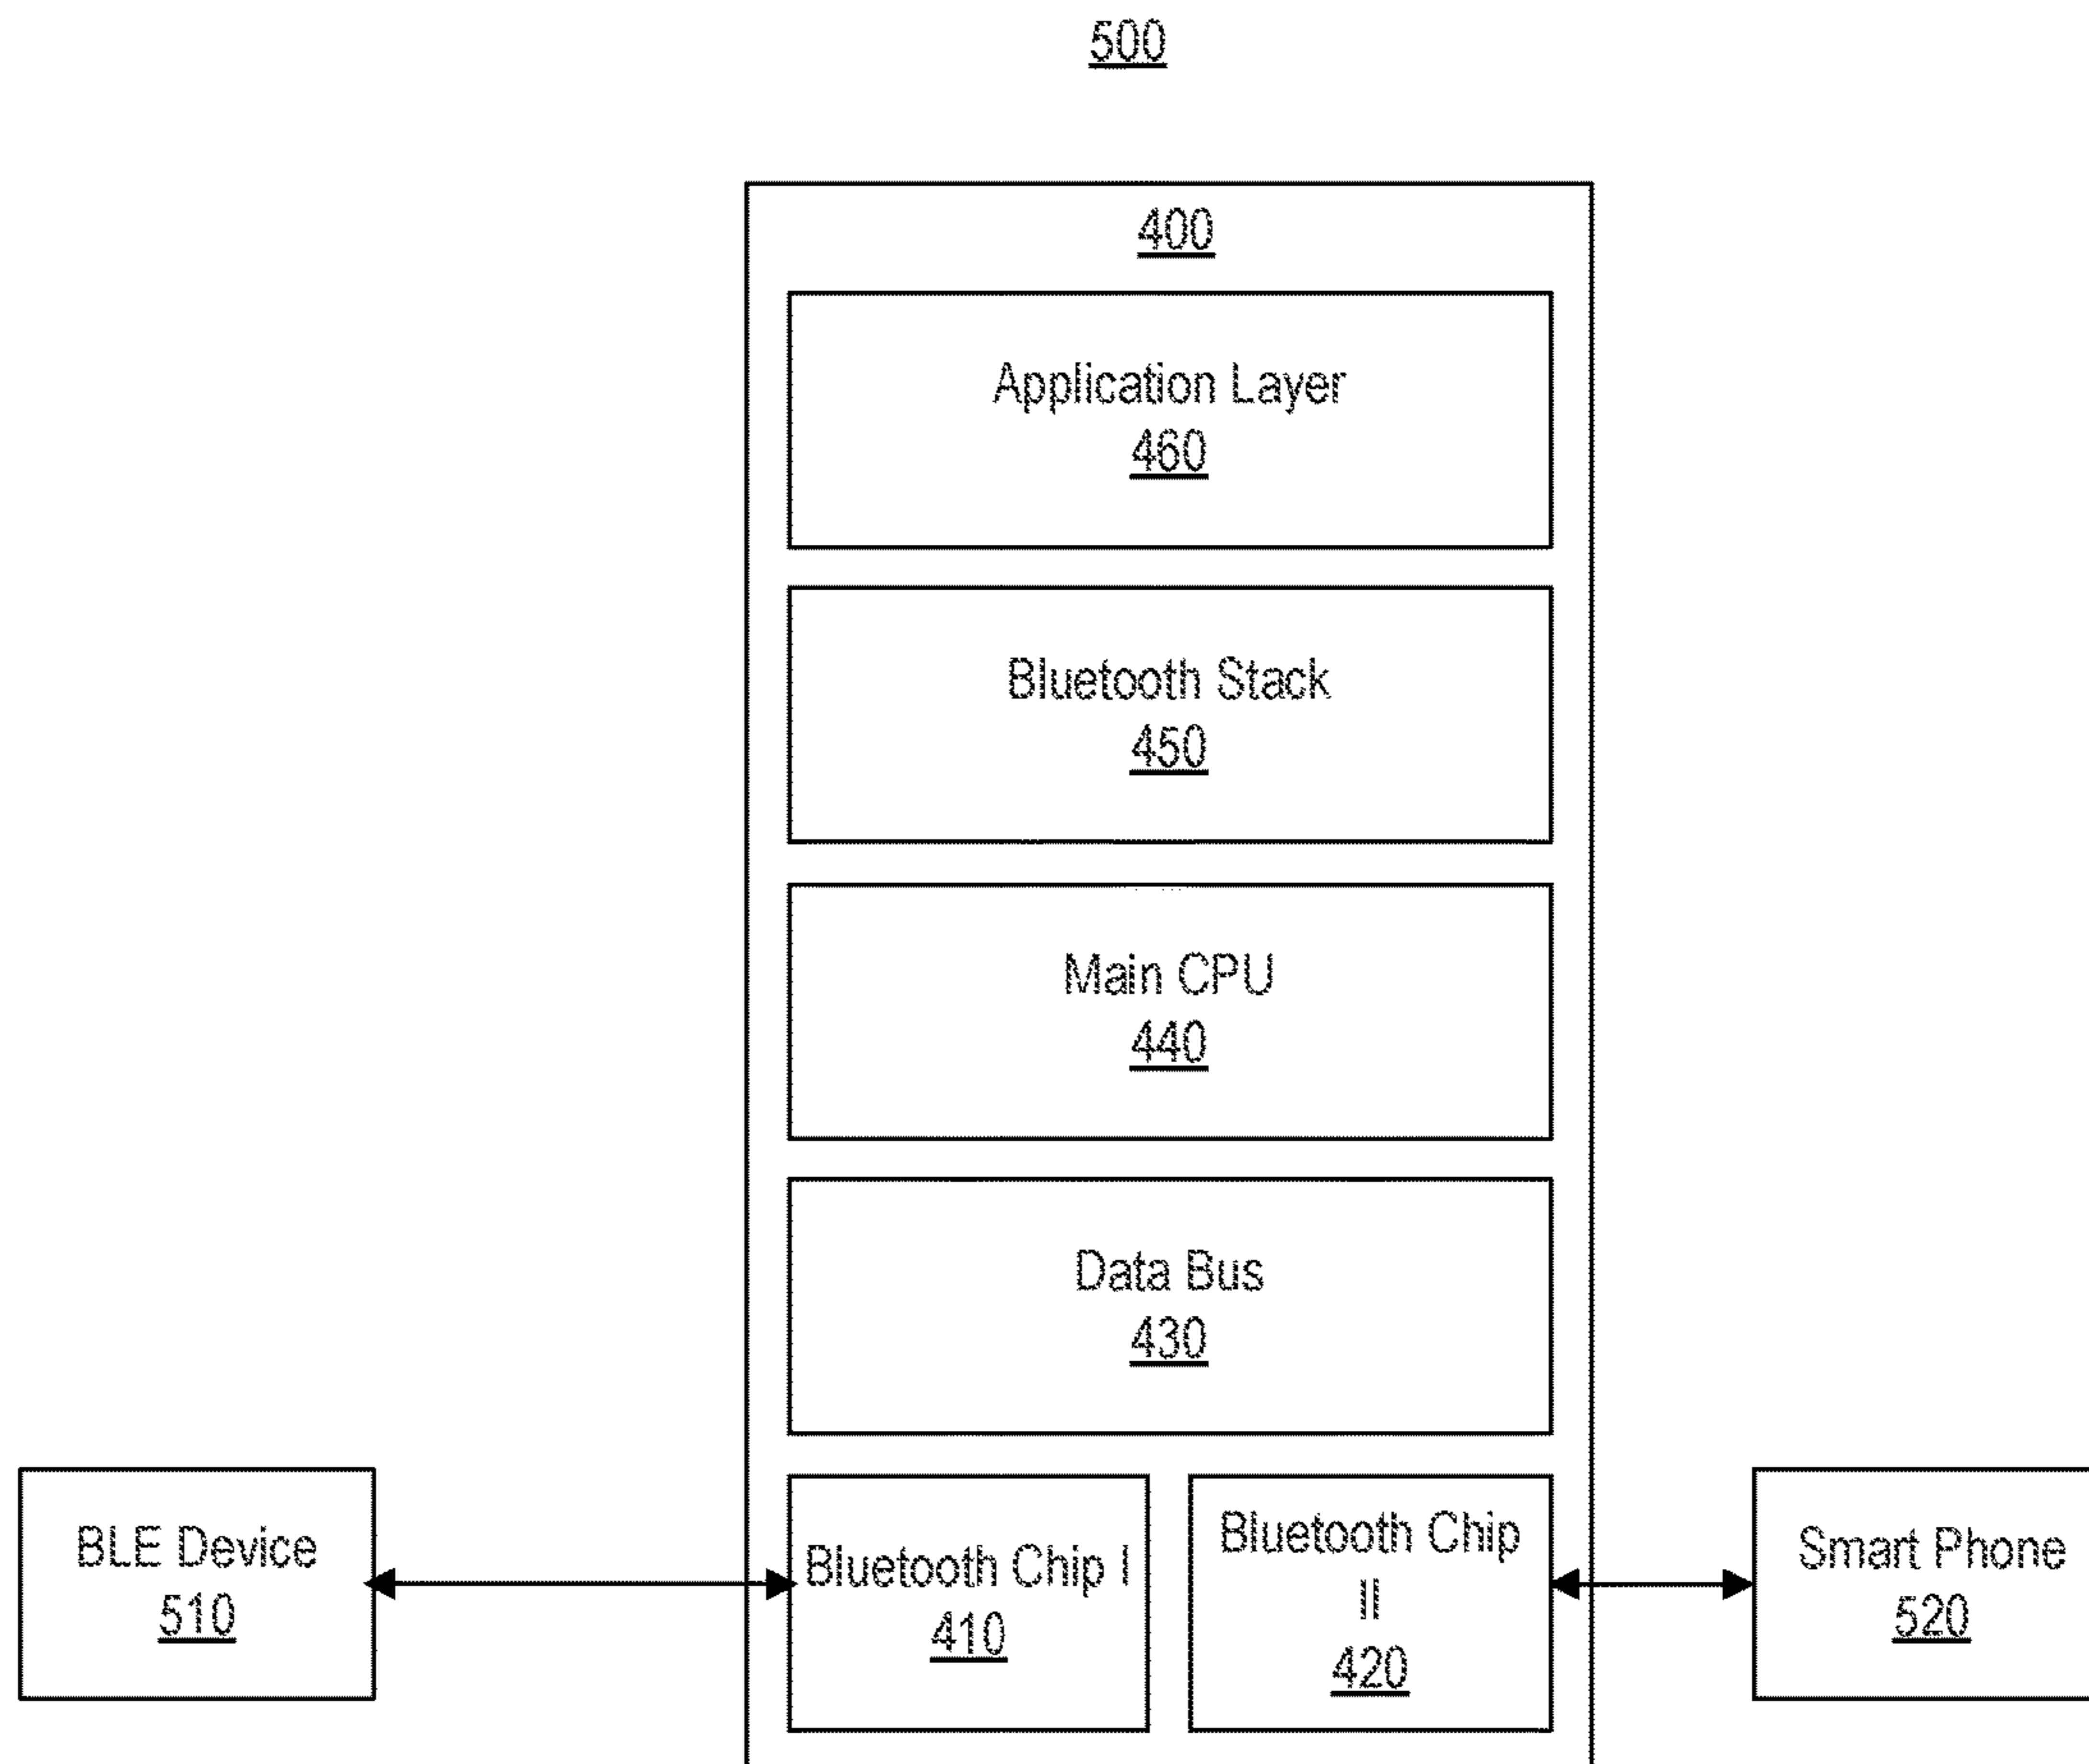 500
400
Application Layer
460
Bluetooth Stack
450
Main CPU
440
Data Bus
430
BLE Device
510
Bluetooth Chip I
410
Bluetooth Chip
II
420
Smart Phone
520